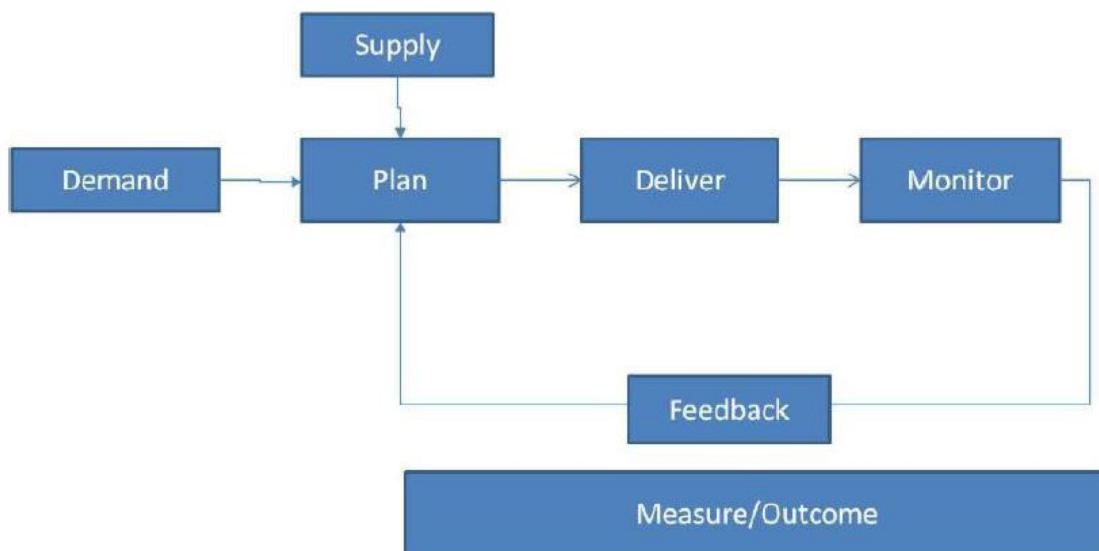 Supply
Demand
Plan
Deliver
Monitor
Feedback
Measure/Outcome